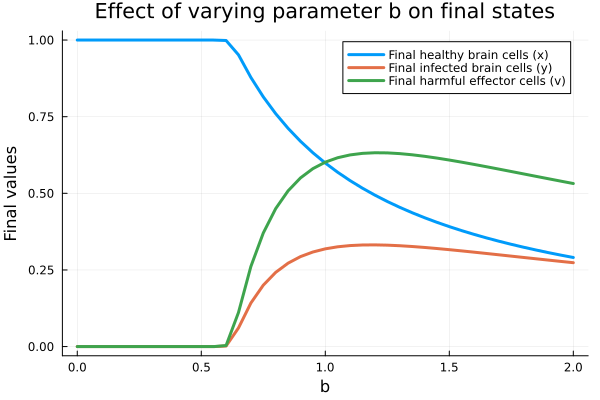 Effect of varying parameter b on final states
Final values
1.00
0.75
0.50
0.25
0.00
Final healthy brain cells (x)
Final infected brain cells (y)
Final harmful effector cells (v)
0.0 0.5 1.0 1.5 2.0
b